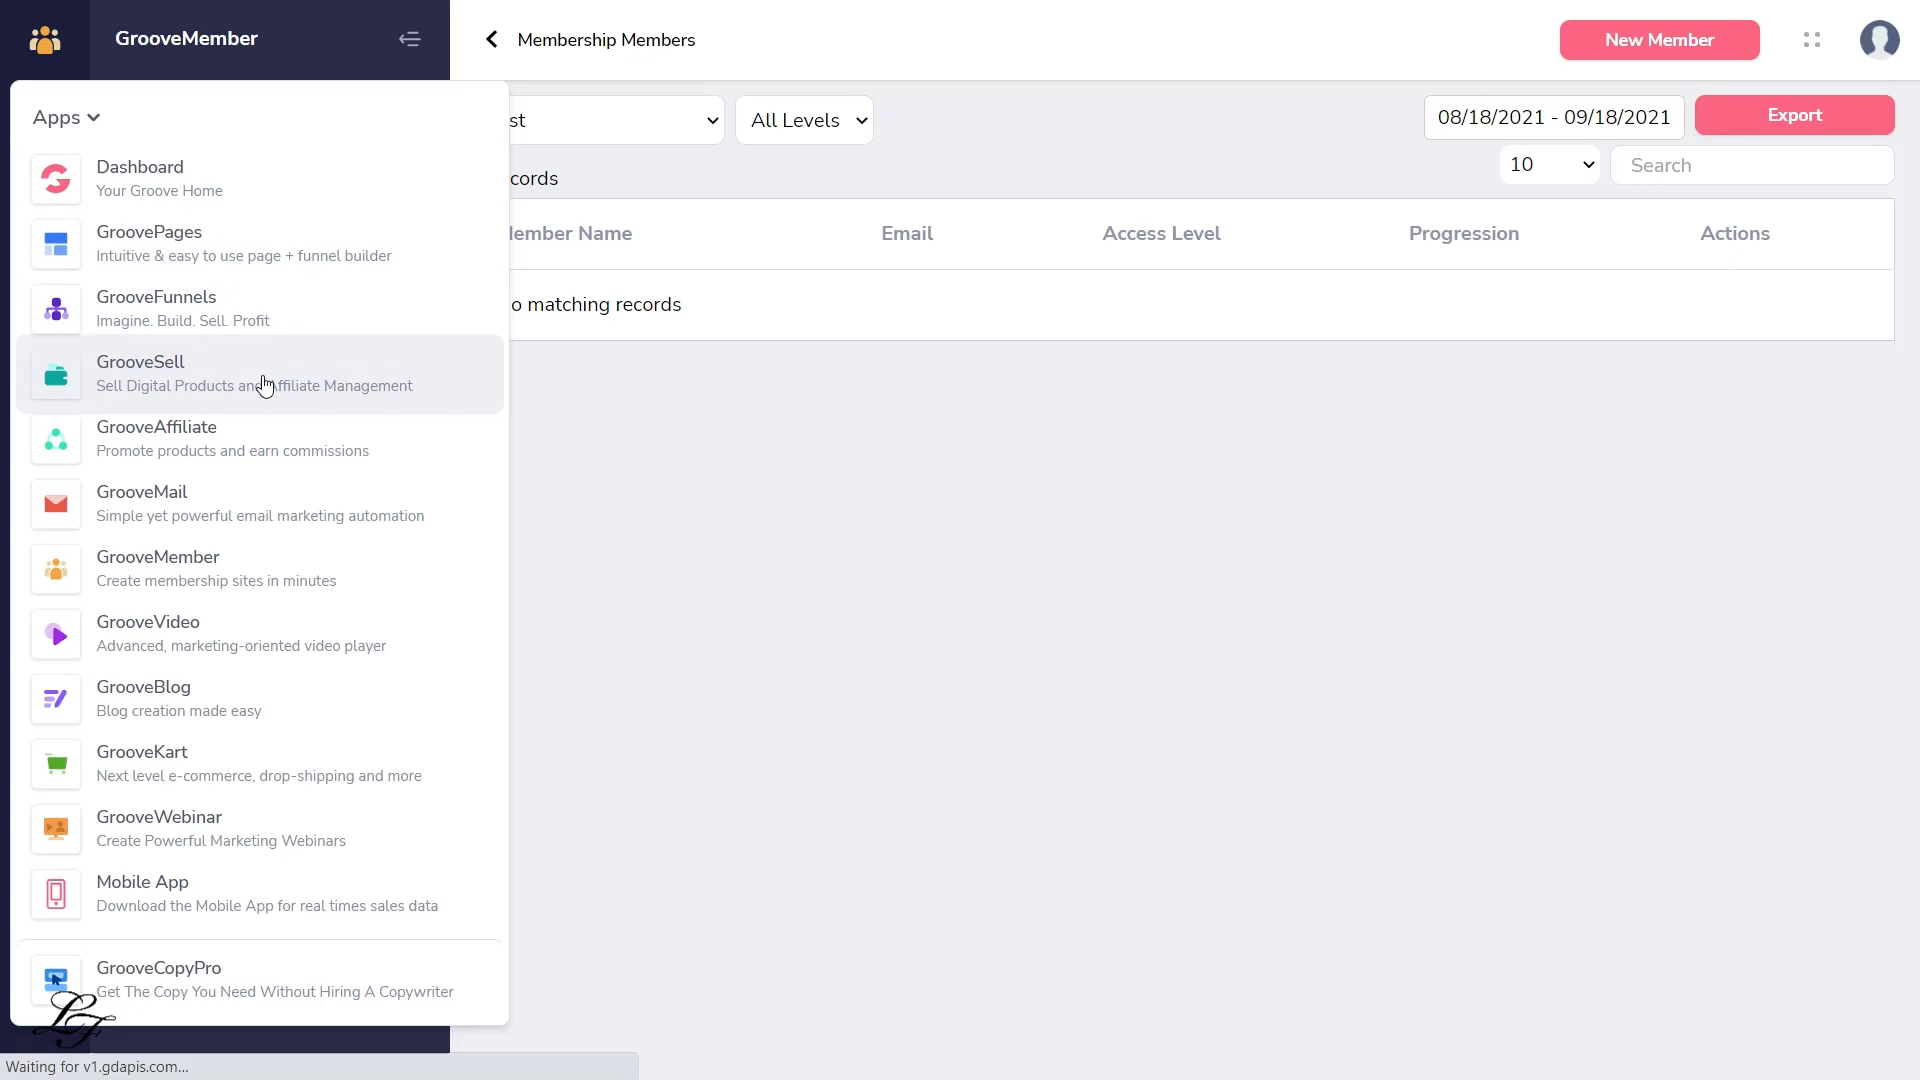 GrooveMember
Membership Members
New Member
Apps
Dashboard
Your Groove Home
GroovePages
Intuitive & easy to use page + funnel builder
GrooveFunnels
Imagine. Build. Sell. Profit
GrooveSell
Sell Digital Products and Affiliate Management
GrooveAffiliate
Promote products and earn commissions
GrooveMail
Simple yet powerful email marketing automation
GrooveMember
Create membership sites in minutes
GrooveVideo
Advanced, marketing-oriented video player
GrooveBlog
Blog creation made easy
GrooveKart
Next level e-commerce, drop-shipping and more
GrooveWebinar
Create Powerful Marketing Webinars
Mobile App
Download the Mobile App for real times sales data
GrooveCopyPro
Get The Copy You Need Without Hiring A Copywriter
LF
st
All Levels
08/18/2021 - 09/18/2021
Export
cords
10
Search
ember Name
Email
Access Level
Progression
Actions
o matching records
Waiting for v1.gdapis.com...